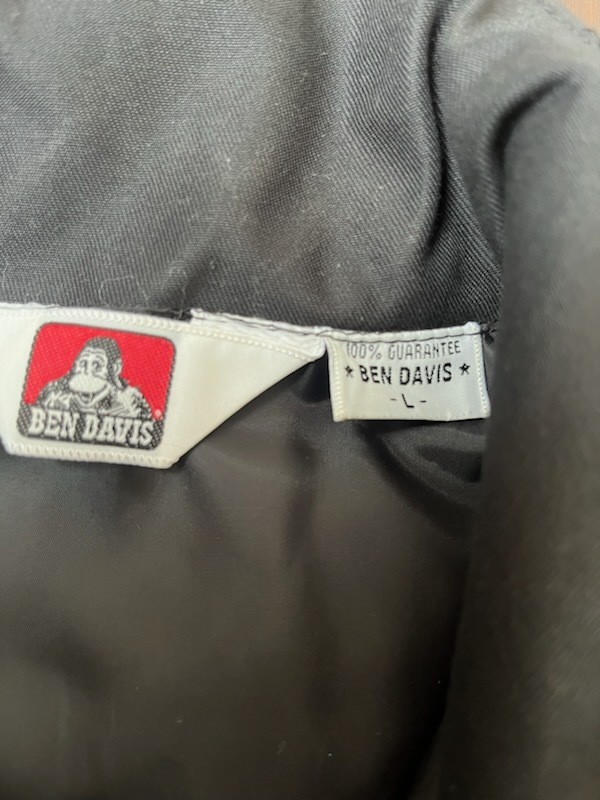 BEN DAVIS
®
100% GUARANTEE
* BEN DAVIS *
- L -